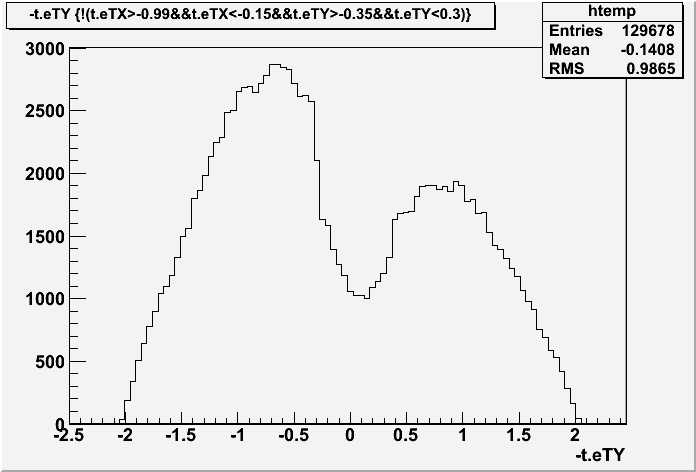 -t.eTY {!(t.eTX>-0.99&&t.eTX<-0.15&&t.eTY>-0.35&&t.eTY<0.3)}
htemp
Entries 129678
Mean -0.1408
RMS 0.9865
3000
2500
2000
1500
1000
500
0
-2.5 -2 -1.5 -1 -0.5 0 0.5 1 1.5 2
-t.eTY